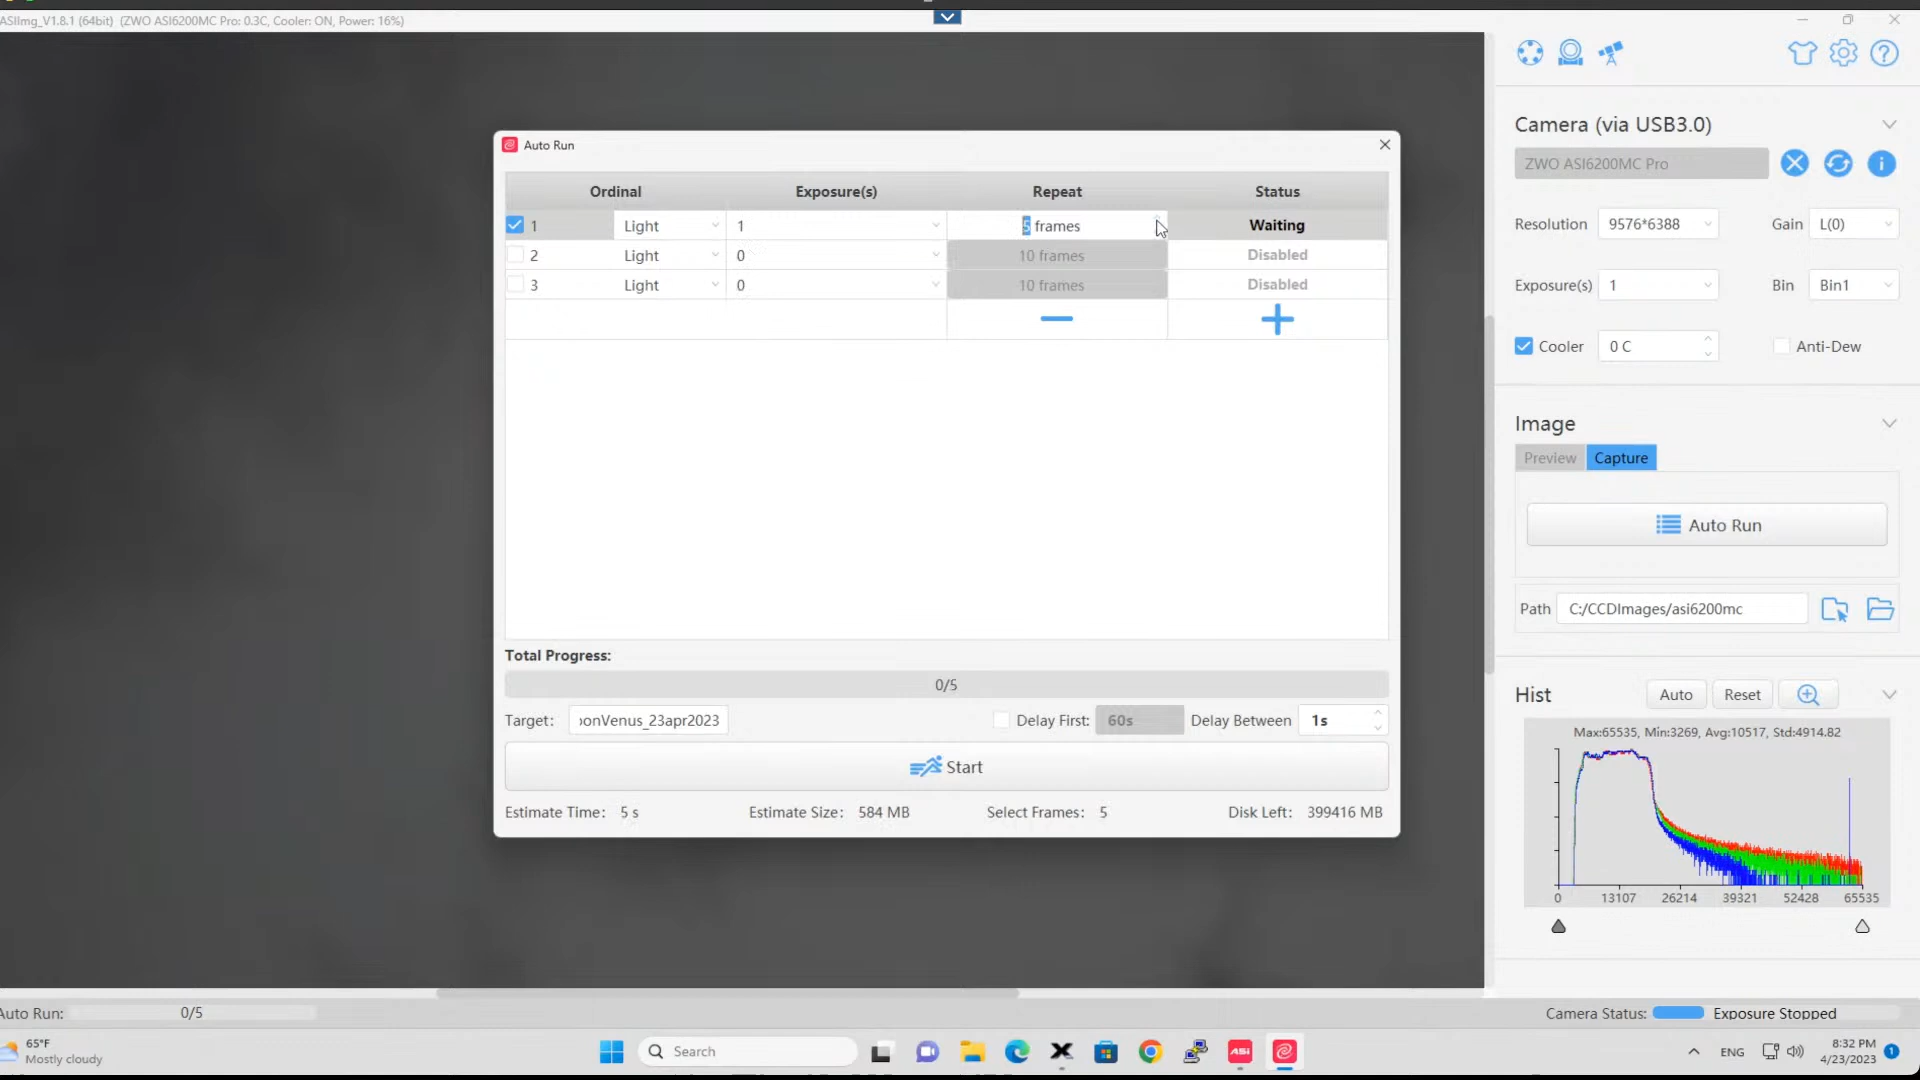 ASIImg_V1.8.1 (64bit) (ZWO ASI6200MC Pro: 0.3C, Cooler: ON, Power: 16%)
Auto Run
Ordinal Exposure(s) Repeat Status
1 Light 1 5 frames Waiting
2 Light 0 10 frames Disabled
3 Light 0 10 frames Disabled
Total Progress:
0/5
Target: onVenus_23apr2023 Delay First: 60s Delay Between 1s
Start
Estimate Time: 5 s Estimate Size: 584 MB Select Frames: 5 Disk Left: 399416 MB
Camera (via USB3.0)
ZWO ASI6200MC Pro
Resolution 9576*6388 Gain L(0)
Exposure(s) 1 Bin Bin1
Cooler 0 C Anti-Dew
Image
Preview Capture
Auto Run
Path C:/CCDImages/asi6200mc
Hist Auto Reset
Max:65535, Min:3269, Avg:10517, Std:4914.82
0 13107 26214 39321 52428 65535
Auto Run: 0/5 Camera Status: Exposure Stopped
65°F
Mostly cloudy
Search
ASI
ENG
8:32 PM
4/23/2023
1